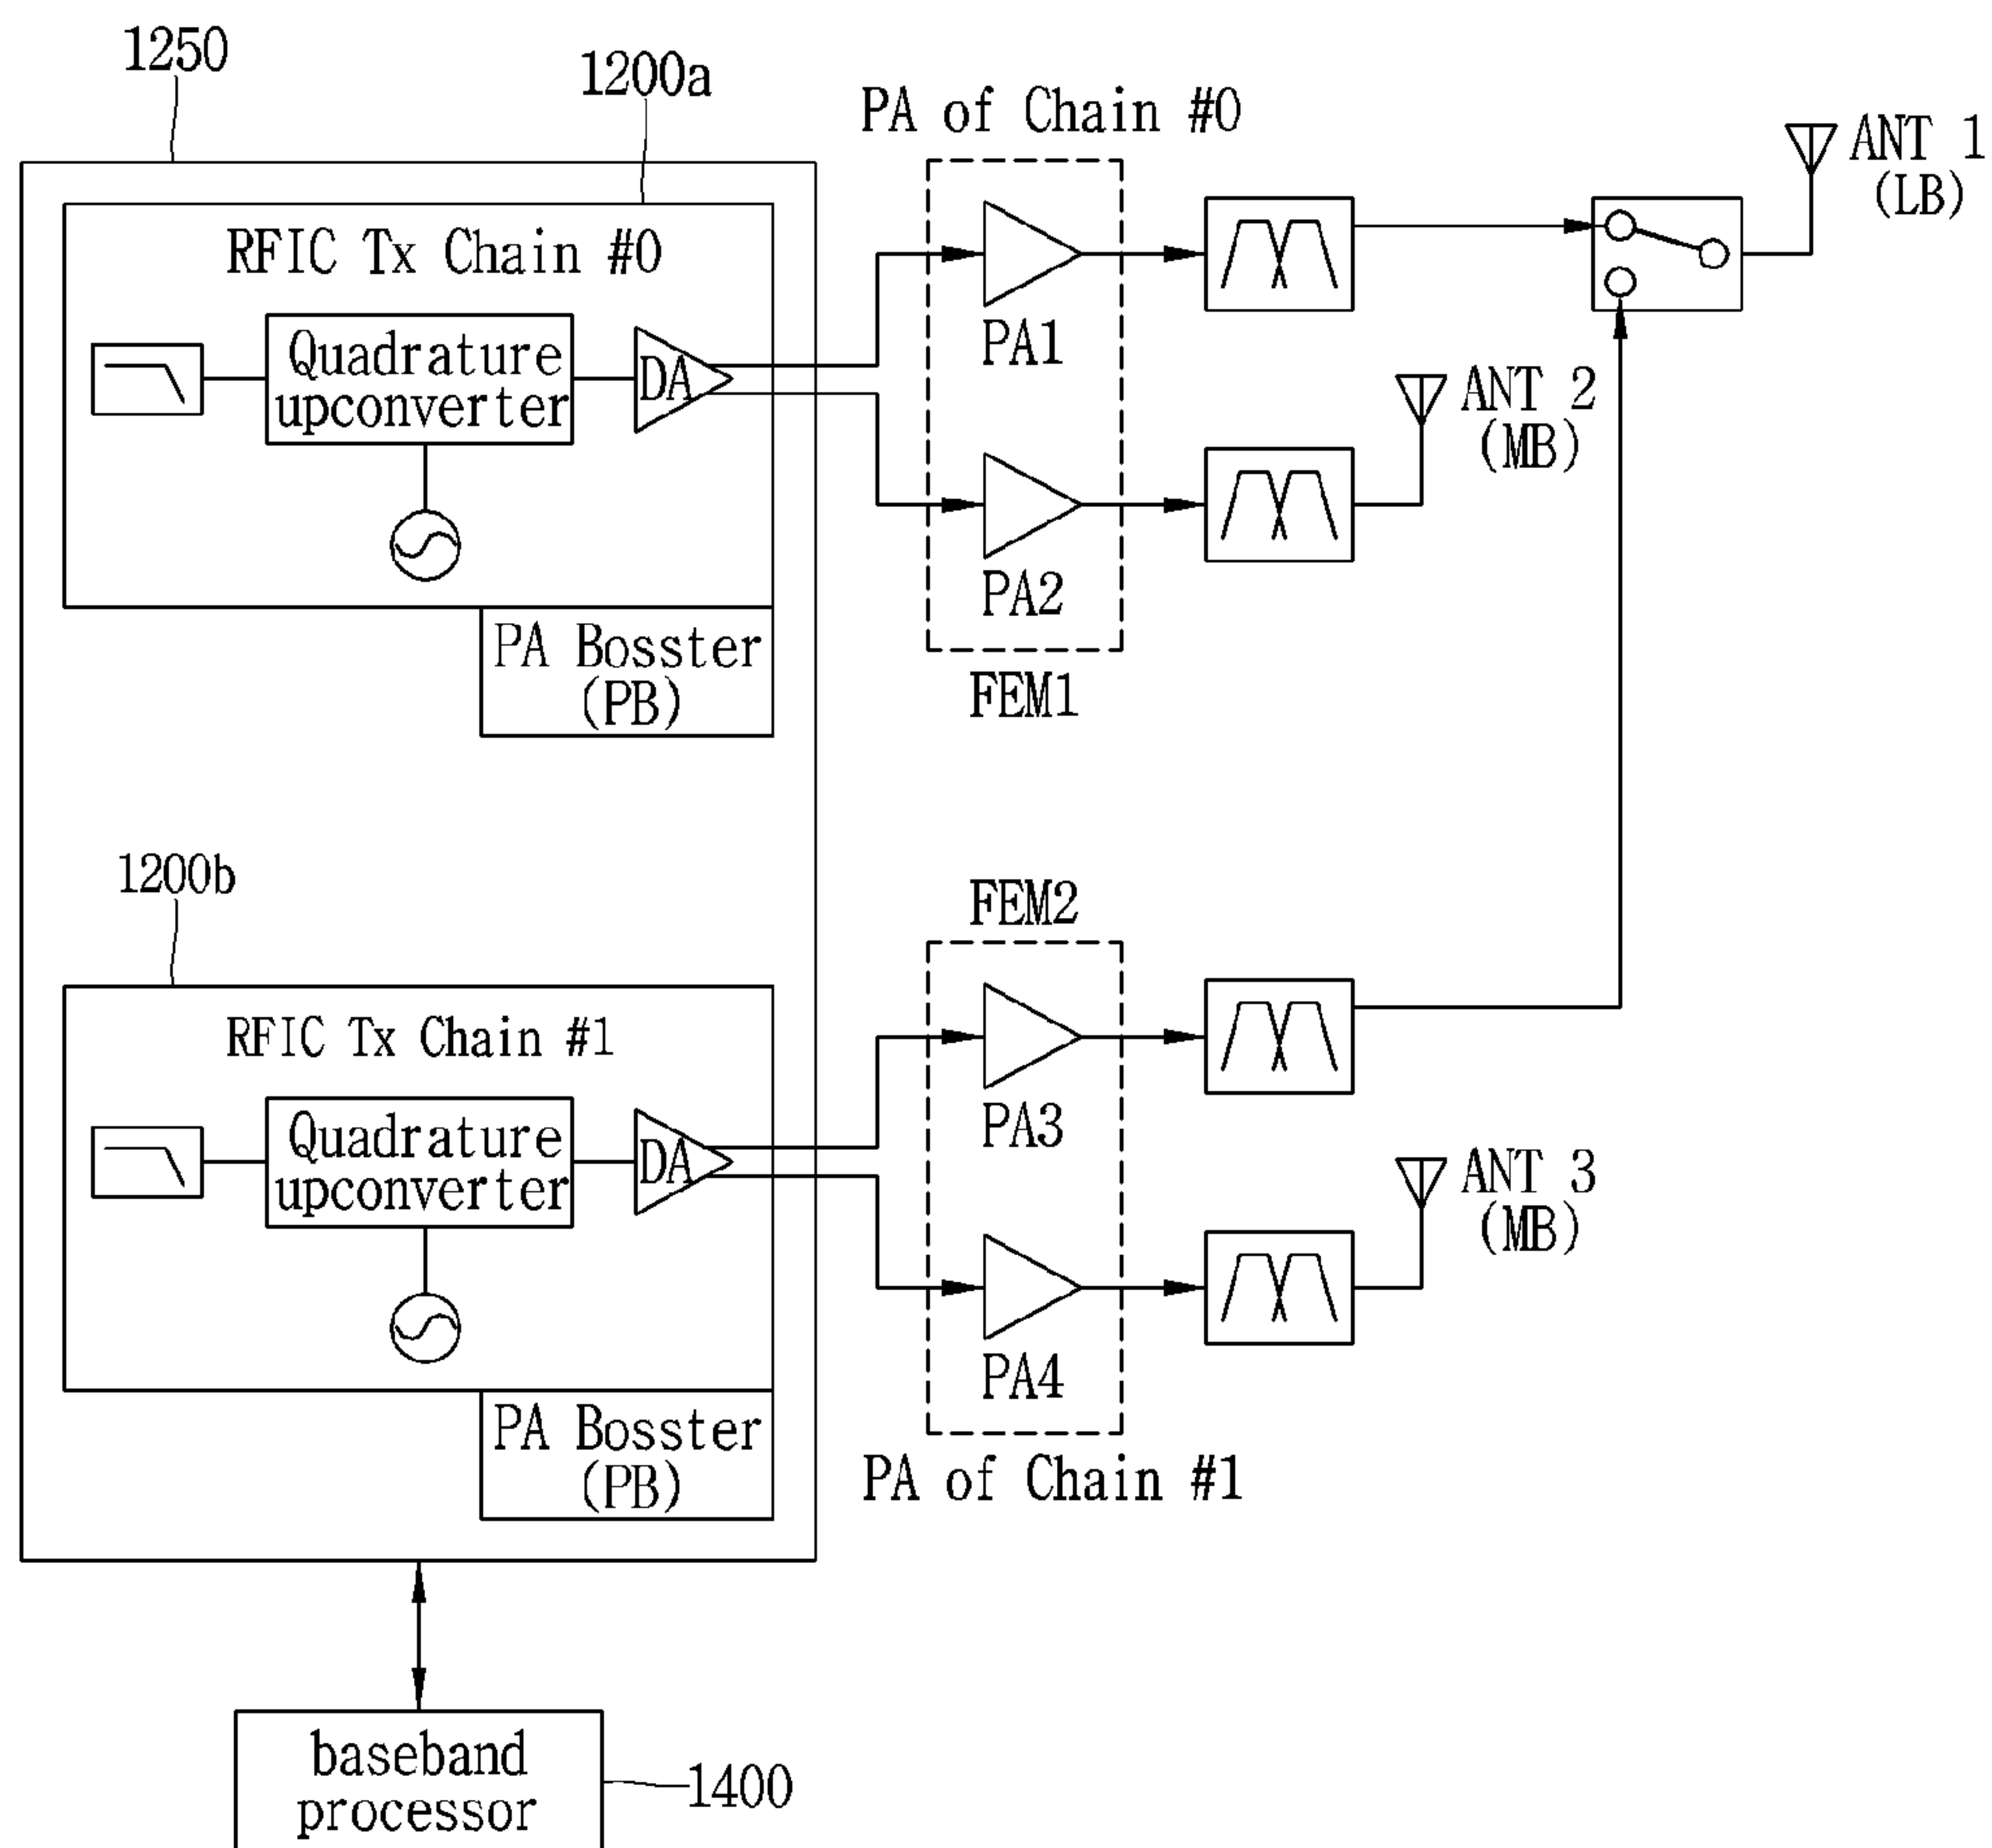 1250
1200a
PA of Chain #0
ANT 1
(LB)
RFIC Tx Chain #0
Quadrature
upconverter
DA
PA1
ANT 2
(MB)
PA2
PA Bosster
(PB)
FEM1
1200b
FEM2
RFIC Tx Chain #1
Quadrature
upconverter
DA
PA3
ANT 3
(MB)
PA4
PA Bosster
(PB)
PA of Chain #1
baseband
processor
1400